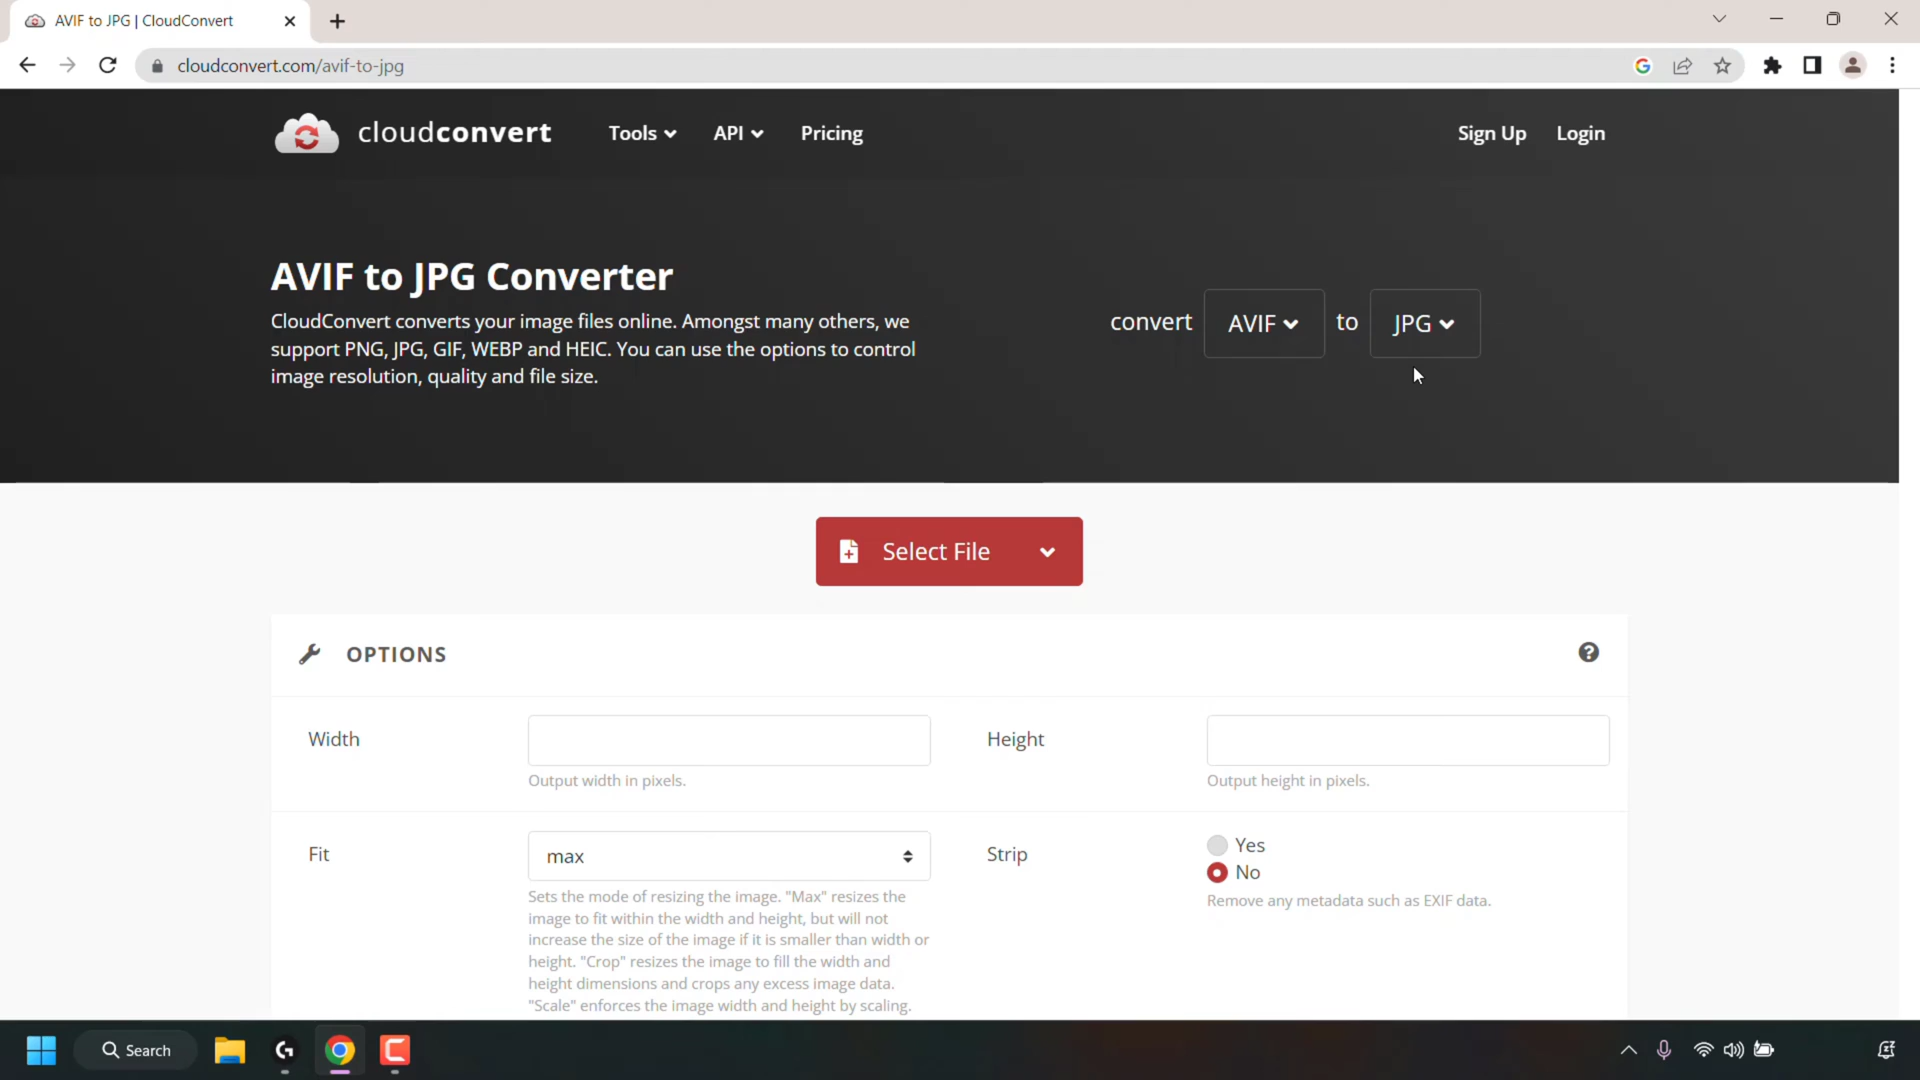 AVIF to JPG | CloudConvert
cloudconvert.com/avif-to-jpg
cloudconvert Tools API Pricing Sign Up Login
AVIF to JPG Converter
CloudConvert converts your image files online. Amongst many others, we
support PNG, JPG, GIF, WEBP and HEIC. You can use the options to control
image resolution, quality and file size.
convert AVIF to JPG
Select File
OPTIONS
Width
Output width in pixels.
Height
Output height in pixels.
Fit
max
Sets the mode of resizing the image. "Max" resizes the
image to fit within the width and height, but will not
increase the size of the image if it is smaller than width or
height. "Crop" resizes the image to fill the width and
height dimensions and crops any excess image data.
"Scale" enforces the image width and height by scaling.
Strip
Yes
No
Remove any metadata such as EXIF data.
Search